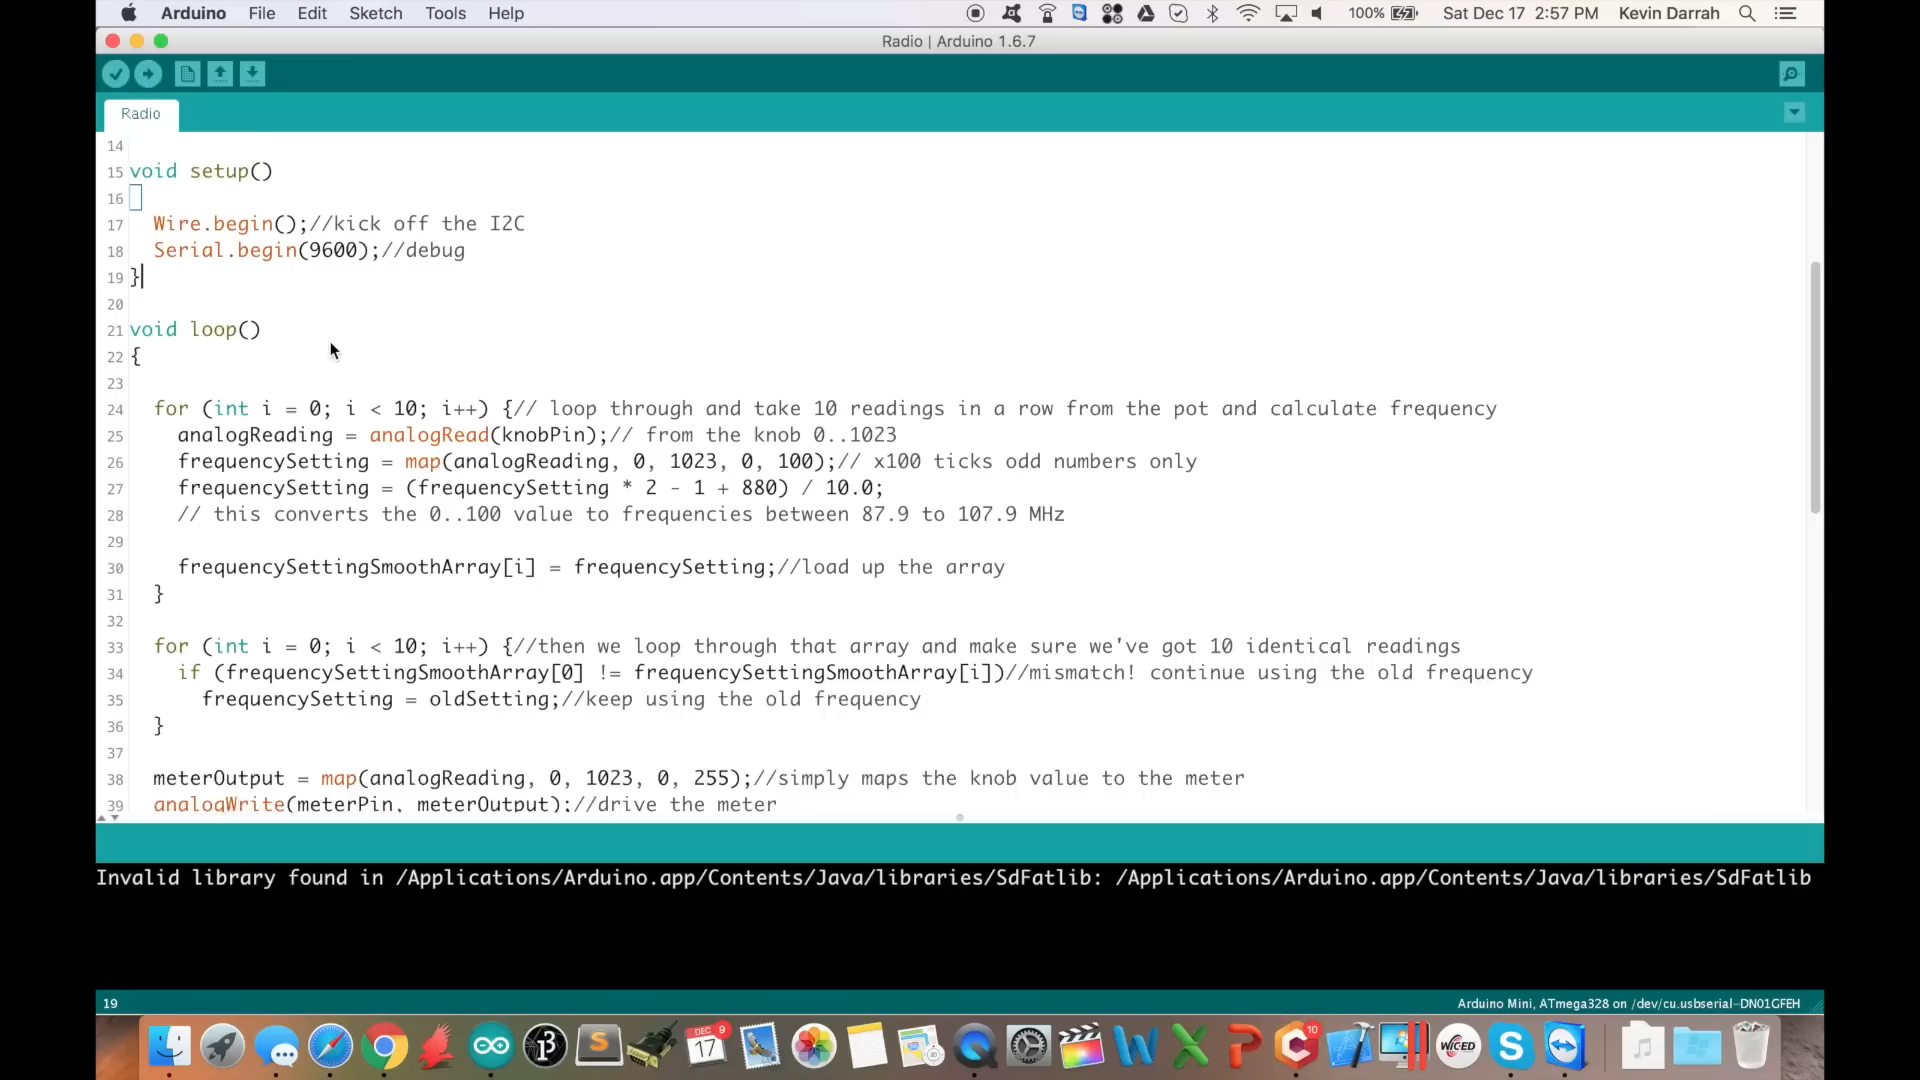 Arduino File Edit Sketch Tools Help 100% Sat Dec 17 2:57 PM Kevin Darrah
Radio | Arduino 1.6.7
Radio
14
15 void setup()
16
17 Wire.begin();//kick off the I2C
18 Serial.begin(9600);//debug
19 }
20
21 void loop()
22 {
23
24 for (int i = 0; i < 10; i++) {// loop through and take 10 readings in a row from the pot and calculate frequency
25 analogReading = analogRead(knobPin);// from the knob 0..1023
26 frequencySetting = map(analogReading, 0, 1023, 0, 100);// x100 ticks odd numbers only
27 frequencySetting = (frequencySetting * 2 - 1 + 880) / 10.0;
28 // this converts the 0..100 value to frequencies between 87.9 to 107.9 MHz
29
30 frequencySettingSmoothArray[i] = frequencySetting;//load up the array
31 }
32
33 for (int i = 0; i < 10; i++) {//then we loop through that array and make sure we've got 10 identical readings
34 if (frequencySettingSmoothArray[0] != frequencySettingSmoothArray[i])//mismatch! continue using the old frequency
35 frequencySetting = oldSetting;//keep using the old frequency
36 }
37
38 meterOutput = map(analogReading, 0, 1023, 0, 255);//simply maps the knob value to the meter
39 analogWrite(meterPin, meterOutput);//drive the meter
Invalid library found in /Applications/Arduino.app/Contents/Java/libraries/SdFatlib: /Applications/Arduino.app/Contents/Java/libraries/SdFatlib
19 Arduino Mini, ATmega328 on /dev/cu.usbserial-DN01GFEH
DEC 9
17
10
WICED